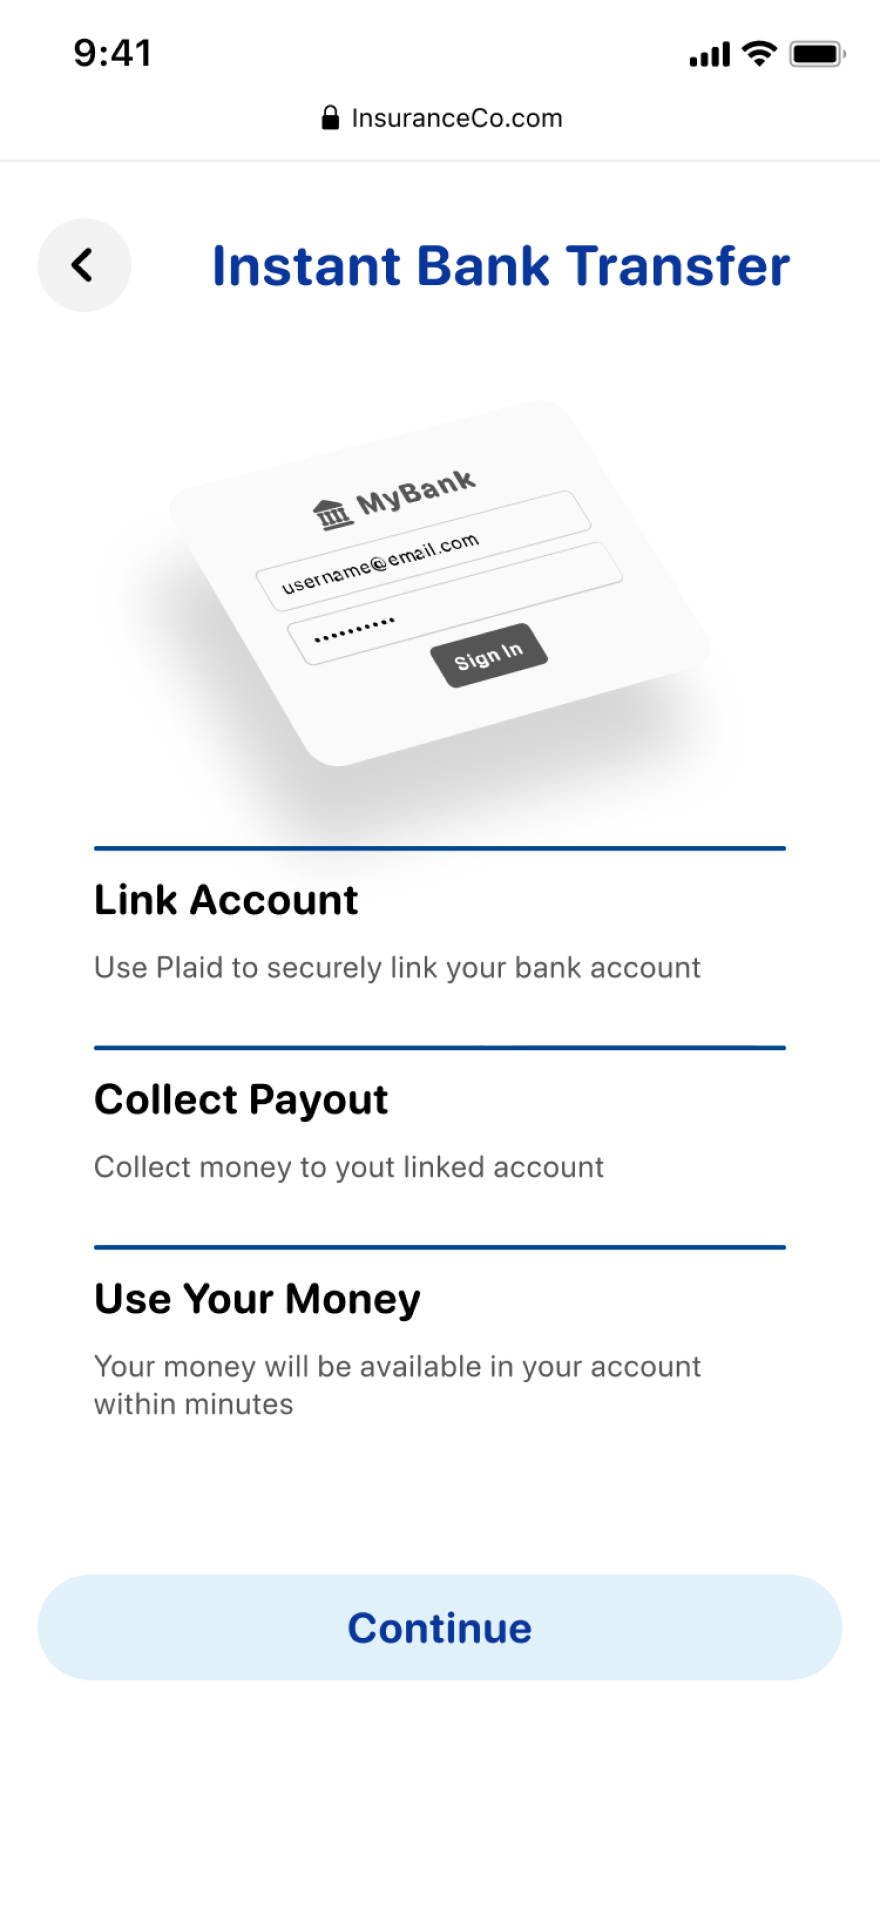 9:41
InsuranceCo.com
Instant Bank Transfer
MyBank
username@email.com
••••••••••
Sign In
Link Account
Use Plaid to securely link your bank account
Collect Payout
Collect money to yout linked account
Use Your Money
Your money will be available in your account
within minutes
Continue